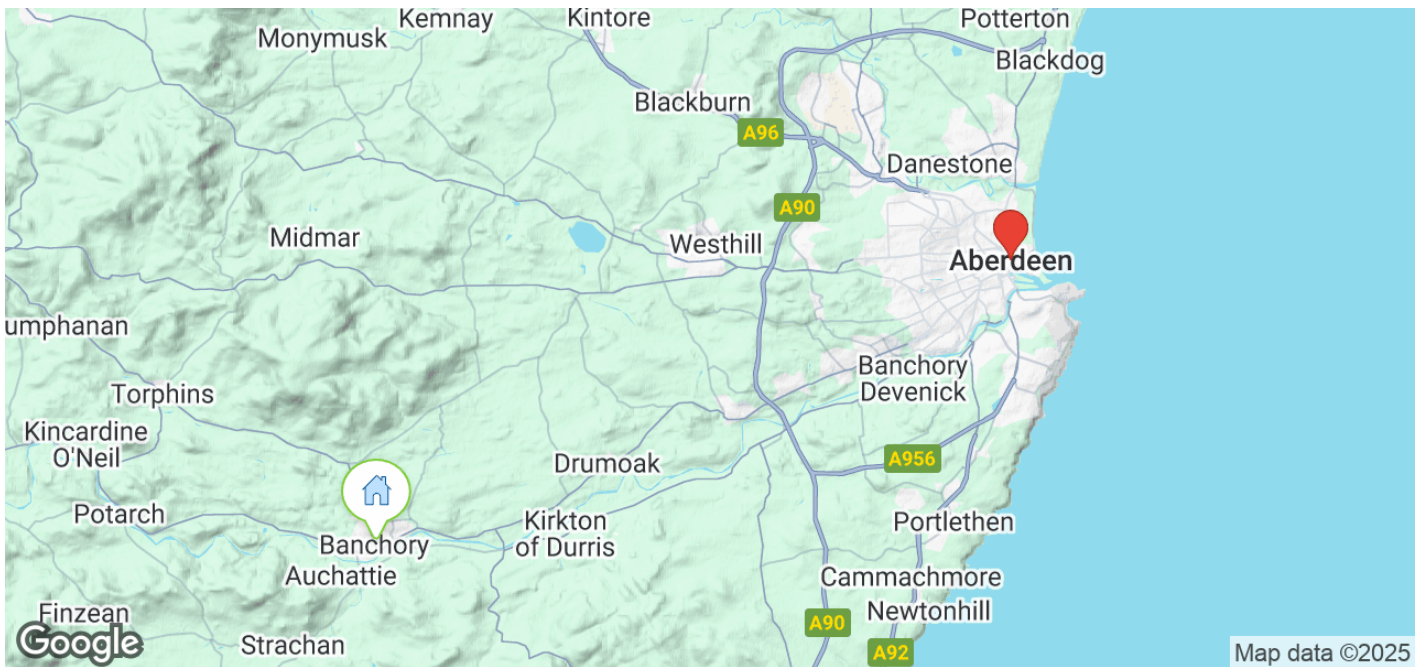 Kemnay
Kintore
Potterton
Monymusk
Blackdog
Blackburn
A96
Danestone
A90
Midmar
Westhill
Aberdeen
umphanan
Torphins
Banchory
Devenick
Kincardine
O'Neil
Drumoak
A956
Potarch
Kirkton
of Durris
Portlethen
Banchory
Auchattie
Cammachmore
Finzean
Newtonhill
A90
Strachan
A92
Google
Map data ©2025